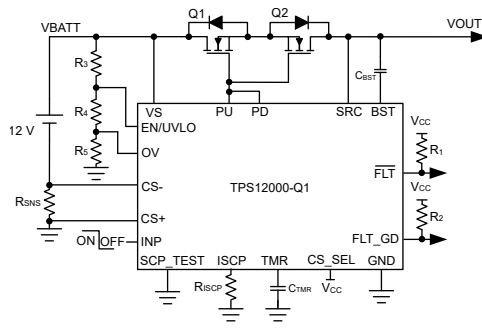 Q1 Q2
VBATT VOUT
R3
CBST
R4
VS PU PD SRC BST
12 V
EN/UVLO
VCC
R5
OV
R1
CS-
TPS12000-Q1
FLT
RSNS
VCC
CS+
R2
ON OFF INP
FLT_GD
SCP_TEST ISCP TMR CS_SEL GND
RISCP
CTMR
VCC